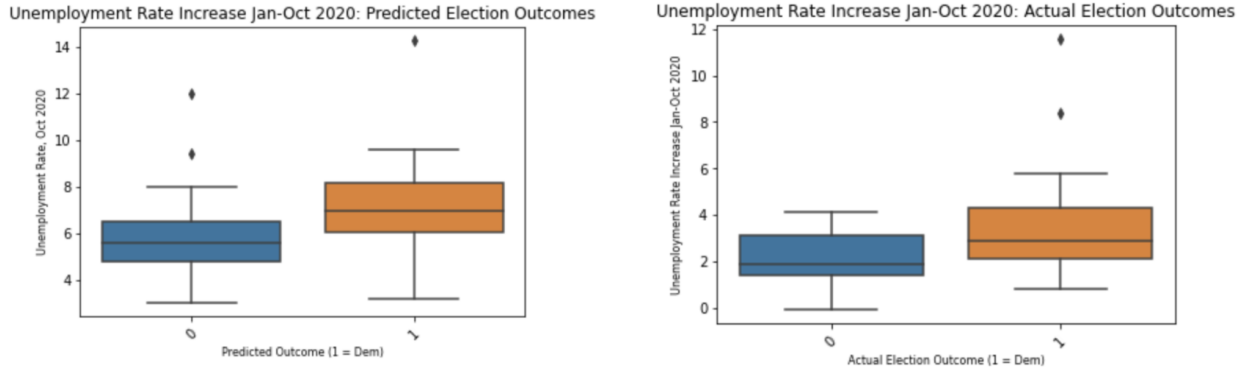 Unemployment Rate Increase Jan-Oct 2020: Predicted Election Outcomes
14
12
10
8
6
4
Unemployment Rate, Oct 2020
0
1
Predicted Outcome (1 = Dem)
Unemployment Rate Increase Jan-Oct 2020: Actual Election Outcomes
12
10
8
6
4
2
0
Unemployment Rate Increase Jan-Oct 2020
0
1
Actual Election Outcome (1 = Dem)